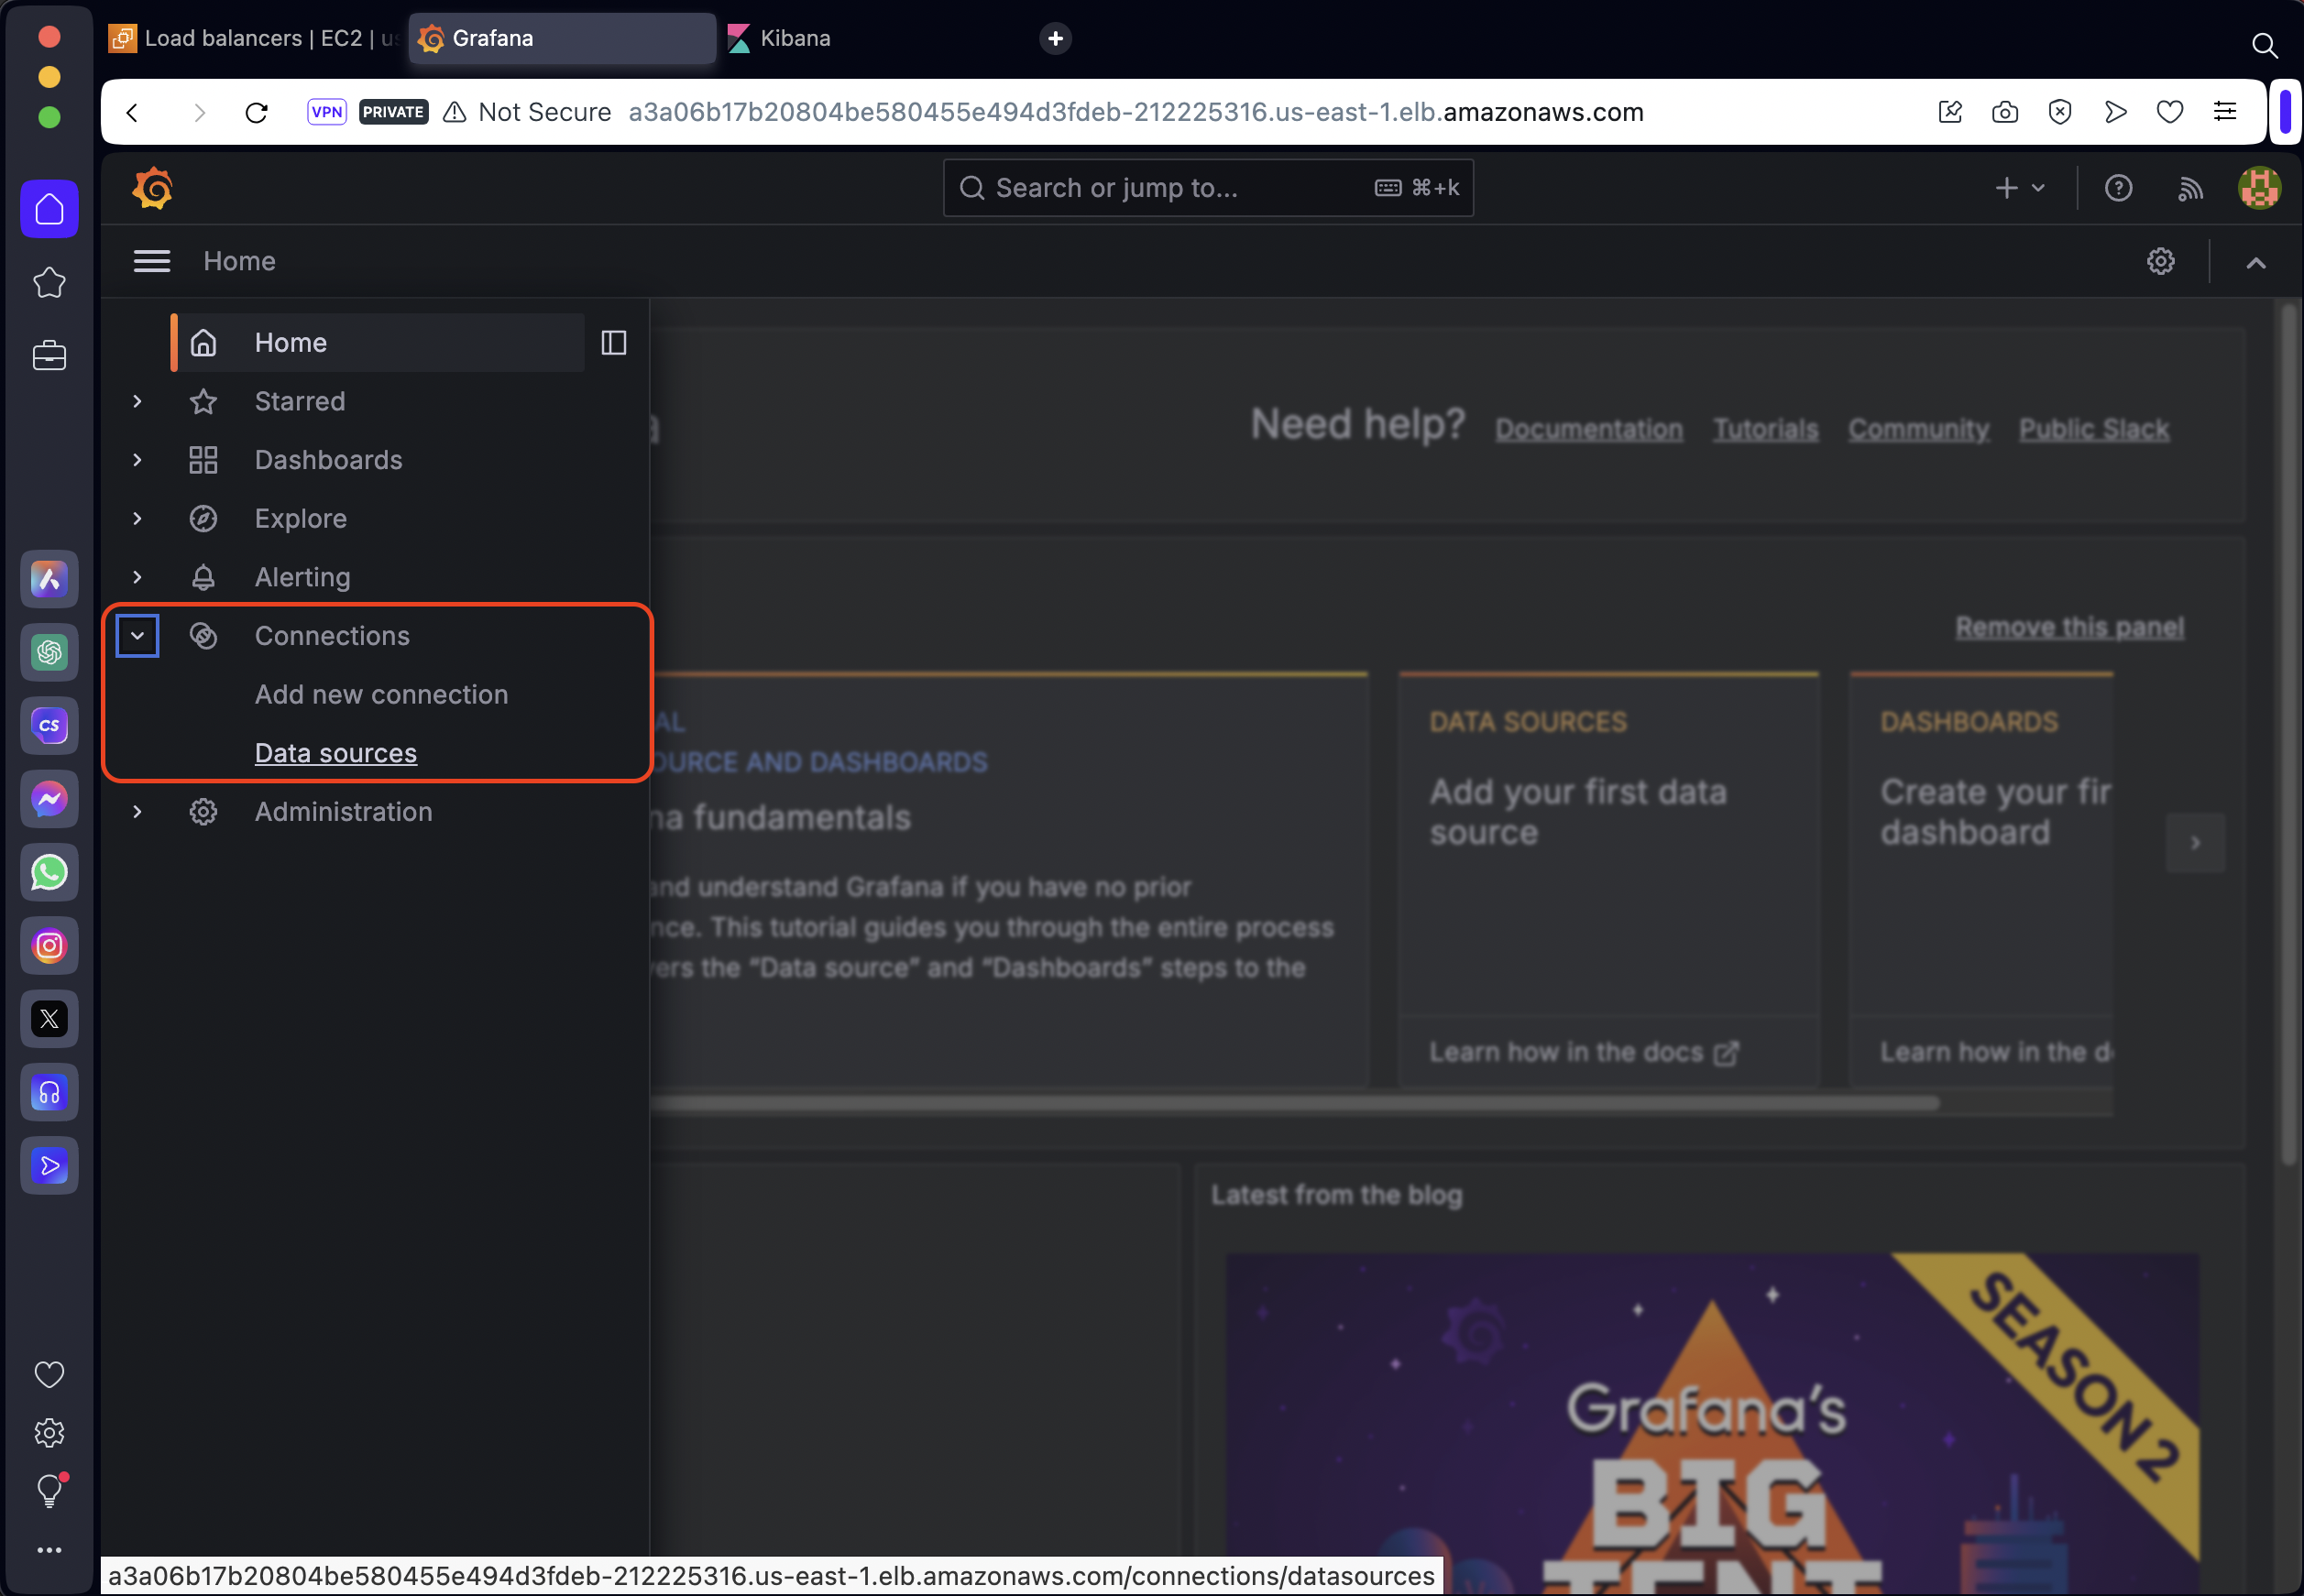 Load balancers | EC2 | us
Grafana
Kibana
VPN
PRIVATE
Not Secure
a3a06b17b20804be580455e494d3fdeb-212225316.us-east-1.elb.amazonaws.com
Search or jump to...
⌘+k
Home
Home
Starred
Dashboards
Explore
Alerting
Connections
Add new connection
Data sources
Administration
Need help?
Documentation
Tutorials
Community
Public Slack
Remove this panel
AL
OURCE AND DASHBOARDS
na fundamentals
and understand Grafana if you have no prior
nce. This tutorial guides you through the entire process
vers the “Data source” and “Dashboards” steps to the
DATA SOURCES
Add your first data
source
Learn how in the docs
DASHBOARDS
Create your fir
dashboard
Learn how in the d
Latest from the blog
SEASON 2
Grafana's
BIG
TENT
CS
a3a06b17b20804be580455e494d3fdeb-212225316.us-east-1.elb.amazonaws.com/connections/datasources